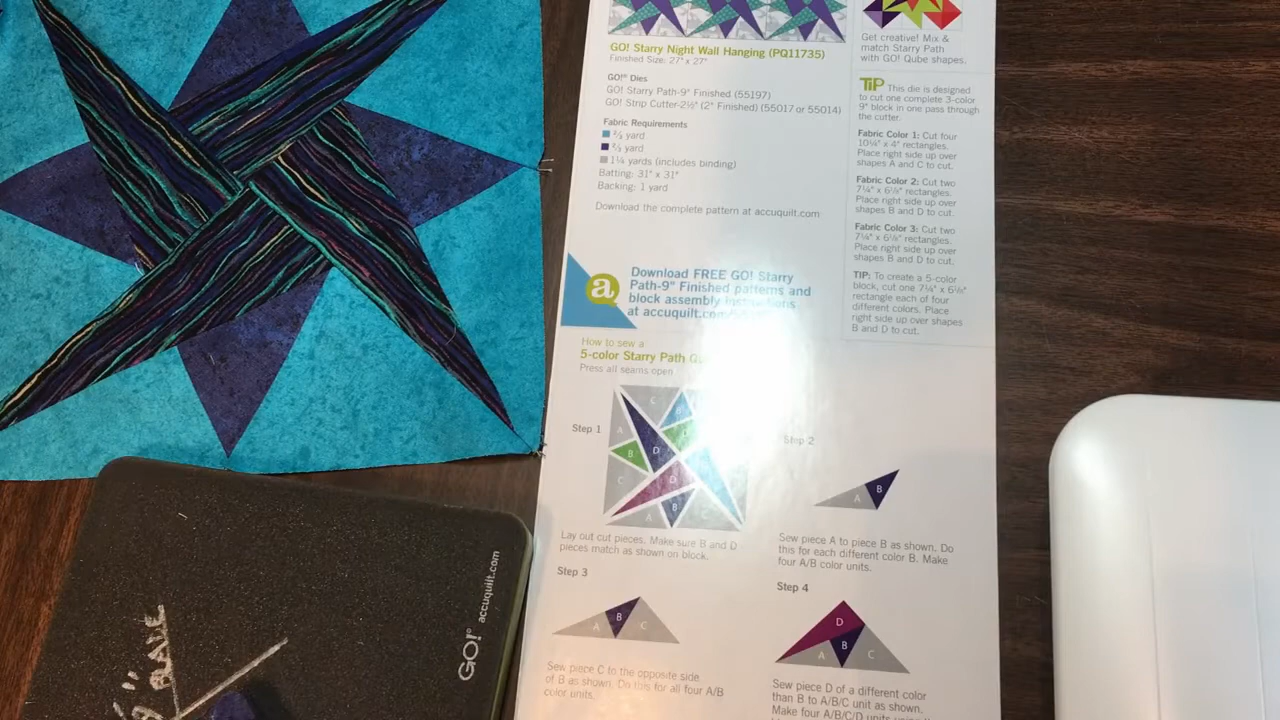 GO! Starry Night Wall Hanging (PQ11735)
Finished Size: 27" x 27"
GO!® Dies
GO! Starry Path-9" Finished (55197)
GO! Strip Cutter-2½" (2" Finished) (55017 or 55014)
Fabric Requirements
⅔ yard
⅔ yard
1¼ yards (includes binding)
Batting: 31" x 31"
Backing: 1 yard
Download the complete pattern at accuquilt.com
a
Download FREE GO! Starry
Path-9" Finished patterns and
block assembly instructions
at accuquilt.com
Get creative! Mix &
match Starry Path
with GO! Qube shapes.
TIP This die is designed
to cut one complete 3-color
9" block in one pass through
the cutter.
Fabric Color 1: Cut four
10¼" x 4" rectangles.
Place right side up over
shapes A and C to cut.
Fabric Color 2: Cut two
rectangles.
Place right side up over
shapes B and D to cut.
Fabric Color 3: Cut two
rectangles.
Place right side up over
shapes B and D to cut.
TIP: To create a 5-color
block, cut one
rectangle each of four
different colors. Place
right side up over shapes
B and D to cut.
How to sew a
5-color Starry Path
Press all seams open
Step 1
C
A
B
B
D
C
D
B
A
Lay out cut pieces. Make sure B and D
pieces match as shown on block.
Step 2
A B
Sew piece A to piece B as shown. Do
this for each different color B. Make
four A/B color units.
Step 3
A B C
Sew piece C to the opposite side
of B as shown. Do this for all four A/B
color units.
Step 4
D
B
A C
Sew piece D of a different color
than B to A/B/C unit as shown.
Make four A/B/C/D units
GO!® accuquilt.com